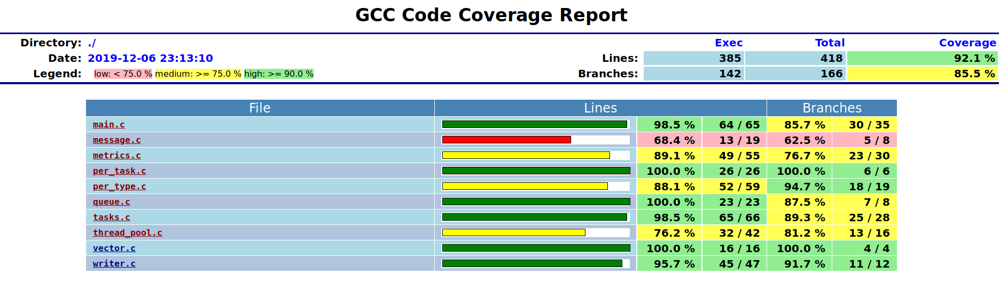 GCC Code Coverage Report
Directory: ./ Exec Total Coverage
Date: 2019-12-06 23:13:10 Lines: 385 418 92.1 %
Legend: low: < 75.0 % medium: >= 75.0 % high: >= 90.0 % Branches: 142 166 85.5 %
File Lines Branches
main.c 98.5 % 64 / 65 85.7 % 30 / 35
message.c 68.4 % 13 / 19 62.5 % 5 / 8
metrics.c 89.1 % 49 / 55 76.7 % 23 / 30
per_task.c 100.0 % 26 / 26 100.0 % 6 / 6
per_type.c 88.1 % 52 / 59 94.7 % 18 / 19
queue.c 100.0 % 23 / 23 87.5 % 7 / 8
tasks.c 98.5 % 65 / 66 89.3 % 25 / 28
thread_pool.c 76.2 % 32 / 42 81.2 % 13 / 16
vector.c 100.0 % 16 / 16 100.0 % 4 / 4
writer.c 95.7 % 45 / 47 91.7 % 11 / 12